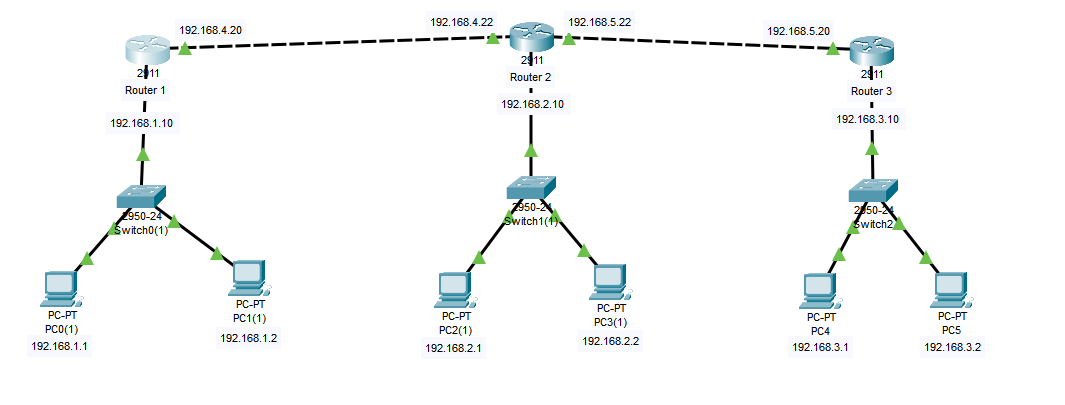 192.168.4.20
192.168.4.22
192.168.5.22
192.168.5.20
2911
Router 1
2911
Router 2
2911
Router 3
192.168.1.10
192.168.2.10
192.168.3.10
2950-24
Switch0(1)
2950-24
Switch1(1)
2950-24
Switch2
PC-PT
PC0(1)
192.168.1.1
PC-PT
PC1(1)
192.168.1.2
PC-PT
PC2(1)
192.168.2.1
PC-PT
PC3(1)
192.168.2.2
PC-PT
PC4
192.168.3.1
PC-PT
PC5
192.168.3.2